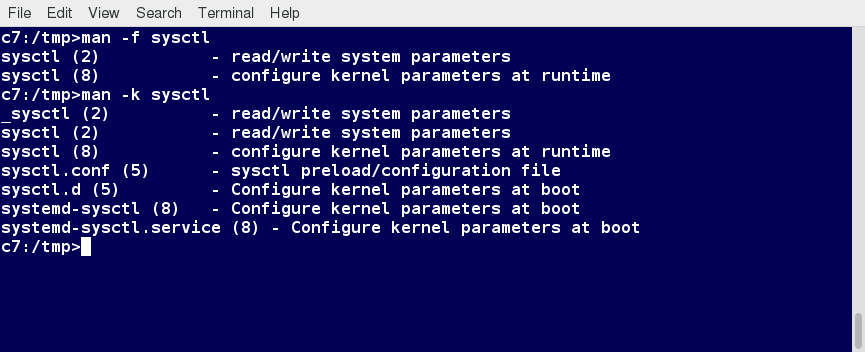 File Edit View Search Terminal Help
c7:/tmp>man -f sysctl
sysctl (2)           - read/write system parameters
sysctl (8)           - configure kernel parameters at runtime
c7:/tmp>man -k sysctl
_sysctl (2)          - read/write system parameters
sysctl (2)           - read/write system parameters
sysctl (8)           - configure kernel parameters at runtime
sysctl.conf (5)      - sysctl preload/configuration file
sysctl.d (5)         - Configure kernel parameters at boot
systemd-sysctl (8)   - Configure kernel parameters at boot
systemd-sysctl.service (8) - Configure kernel parameters at boot
c7:/tmp>